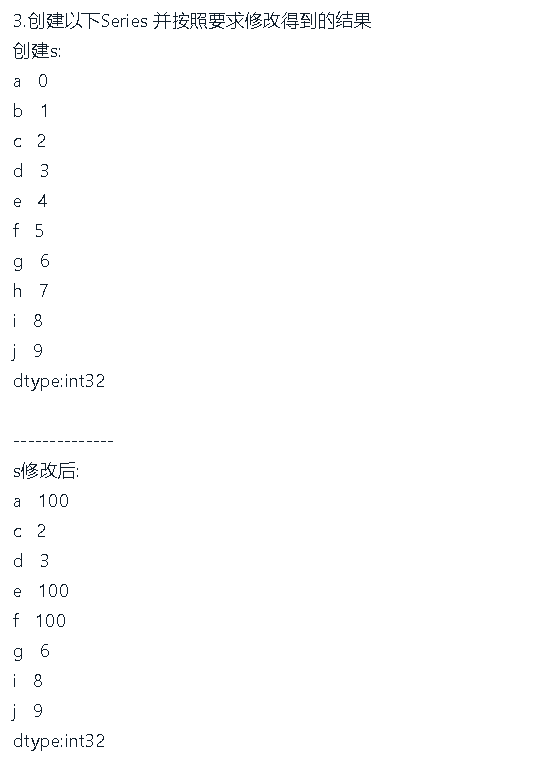 3.创建以下Series 并按照要求修改得到的结果
创建s:
a 0
b 1
c 2
d 3
e 4
f 5
g 6
h 7
i 8
j 9
dtype:int32
--------------
s修改后:
a 100
c 2
d 3
e 100
f 100
g 6
i 8
j 9
dtype:int32